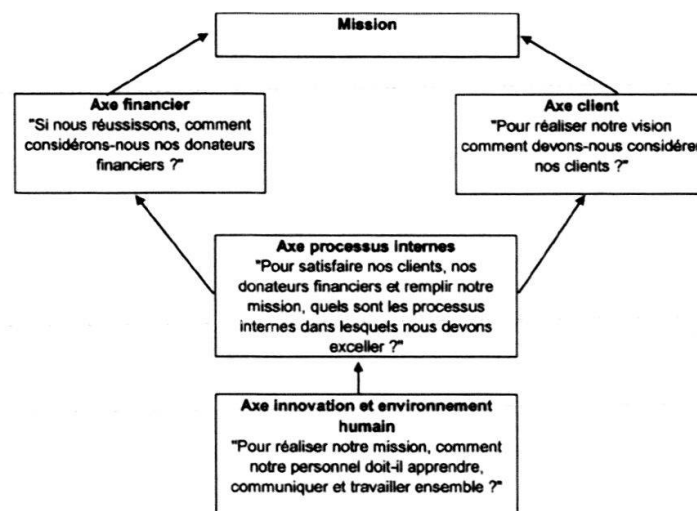 Mission
Axe financier
"Si nous réussissons, comment
considérons-nous nos donateurs
financiers ?"
Axe client
"Pour réaliser notre vision
comment devons-nous considérer
nos clients ?"
Axe processus internes
"Pour satisfaire nos clients, nos
donateurs financiers et remplir notre
mission, quels sont les processus
internes dans lesquels nous devons
exceller ?"
Axe innovation et environnement
humain
"Pour réaliser notre mission, comment
notre personnel doit-il apprendre,
communiquer et travailler ensemble ?"